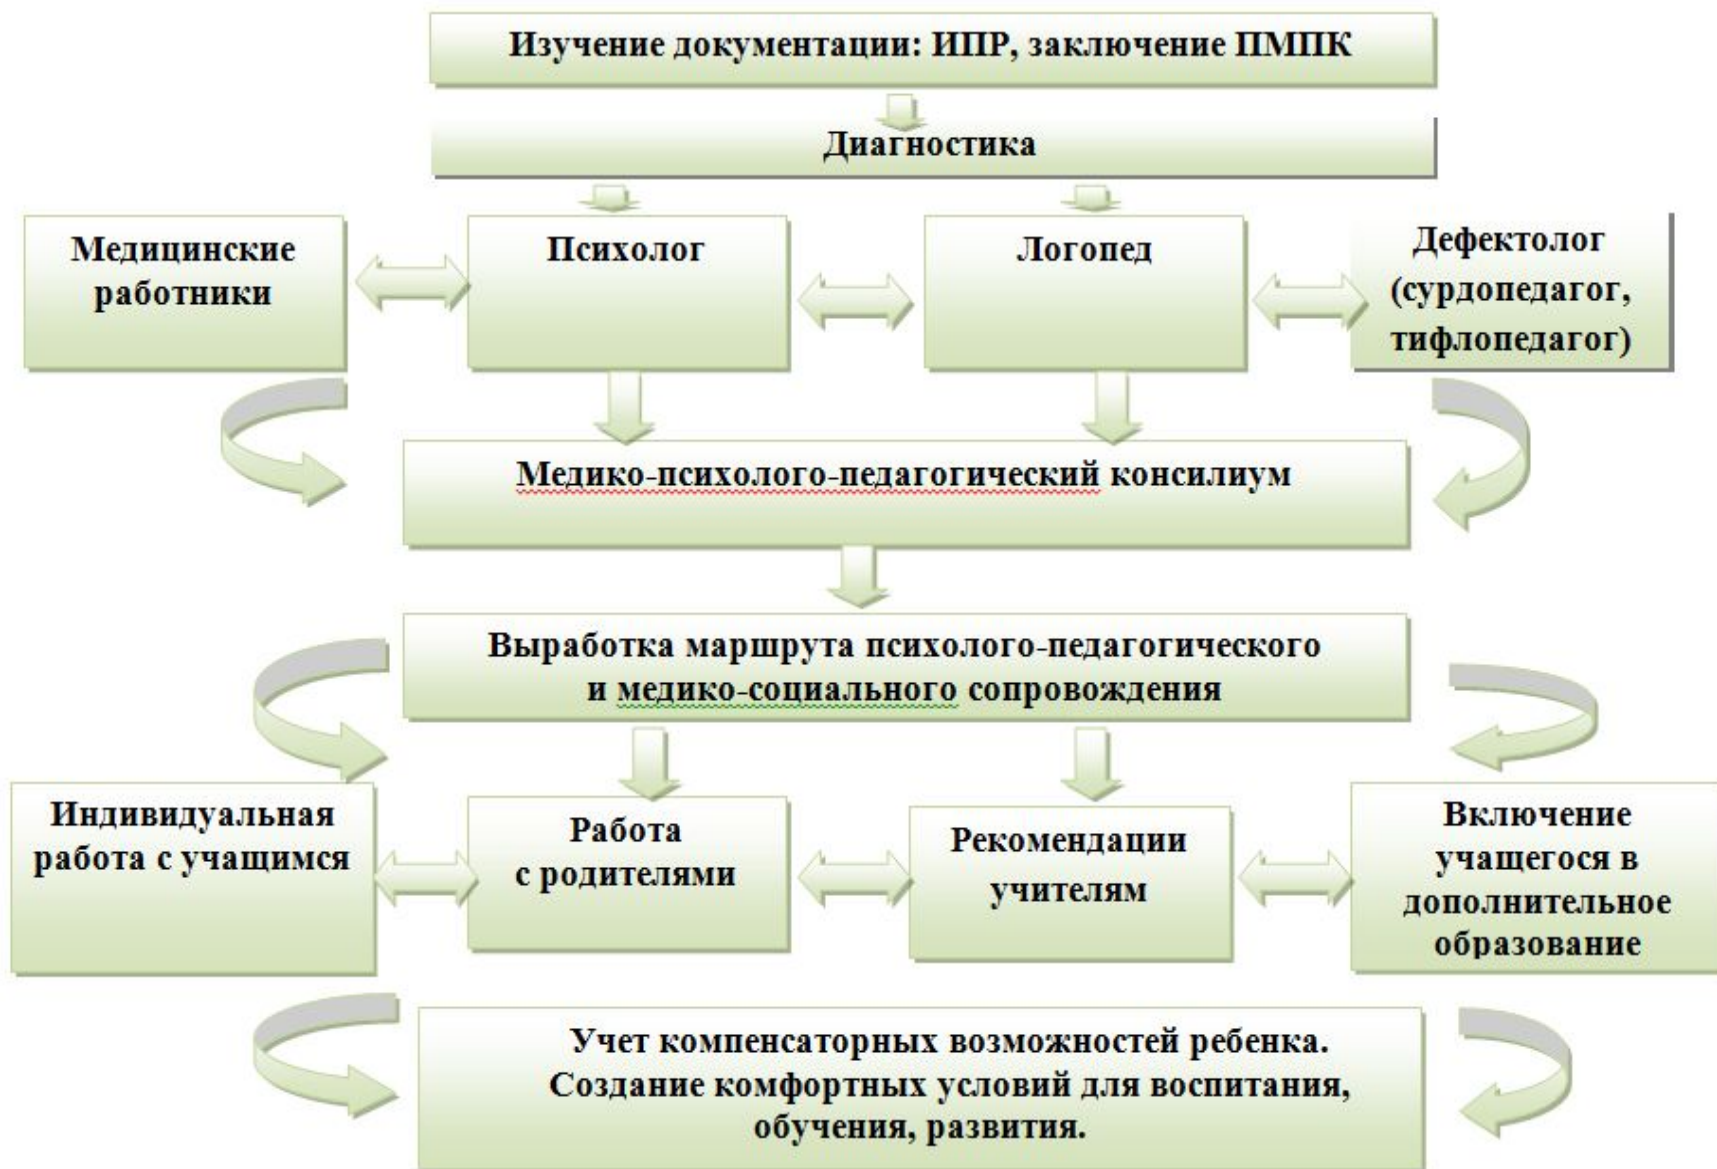 Изучение документации: ИПР, заключение ПМПК
Диагностика
Медицинские
работники
Психолог
Логопед
Дефектолог
(сурдопедагог,
тифлопедагог)
Медико-психолого-педагогический консилиум
Выработка маршрута психолого-педагогического
и медико-социального сопровождения
Индивидуальная
работа с учащимся
Работа
с родителями
Рекомендации
учителям
Включение
учащегося в
дополнительное
образование
Учет компенсаторных возможностей ребенка.
Создание комфортных условий для воспитания,
обучения, развития.